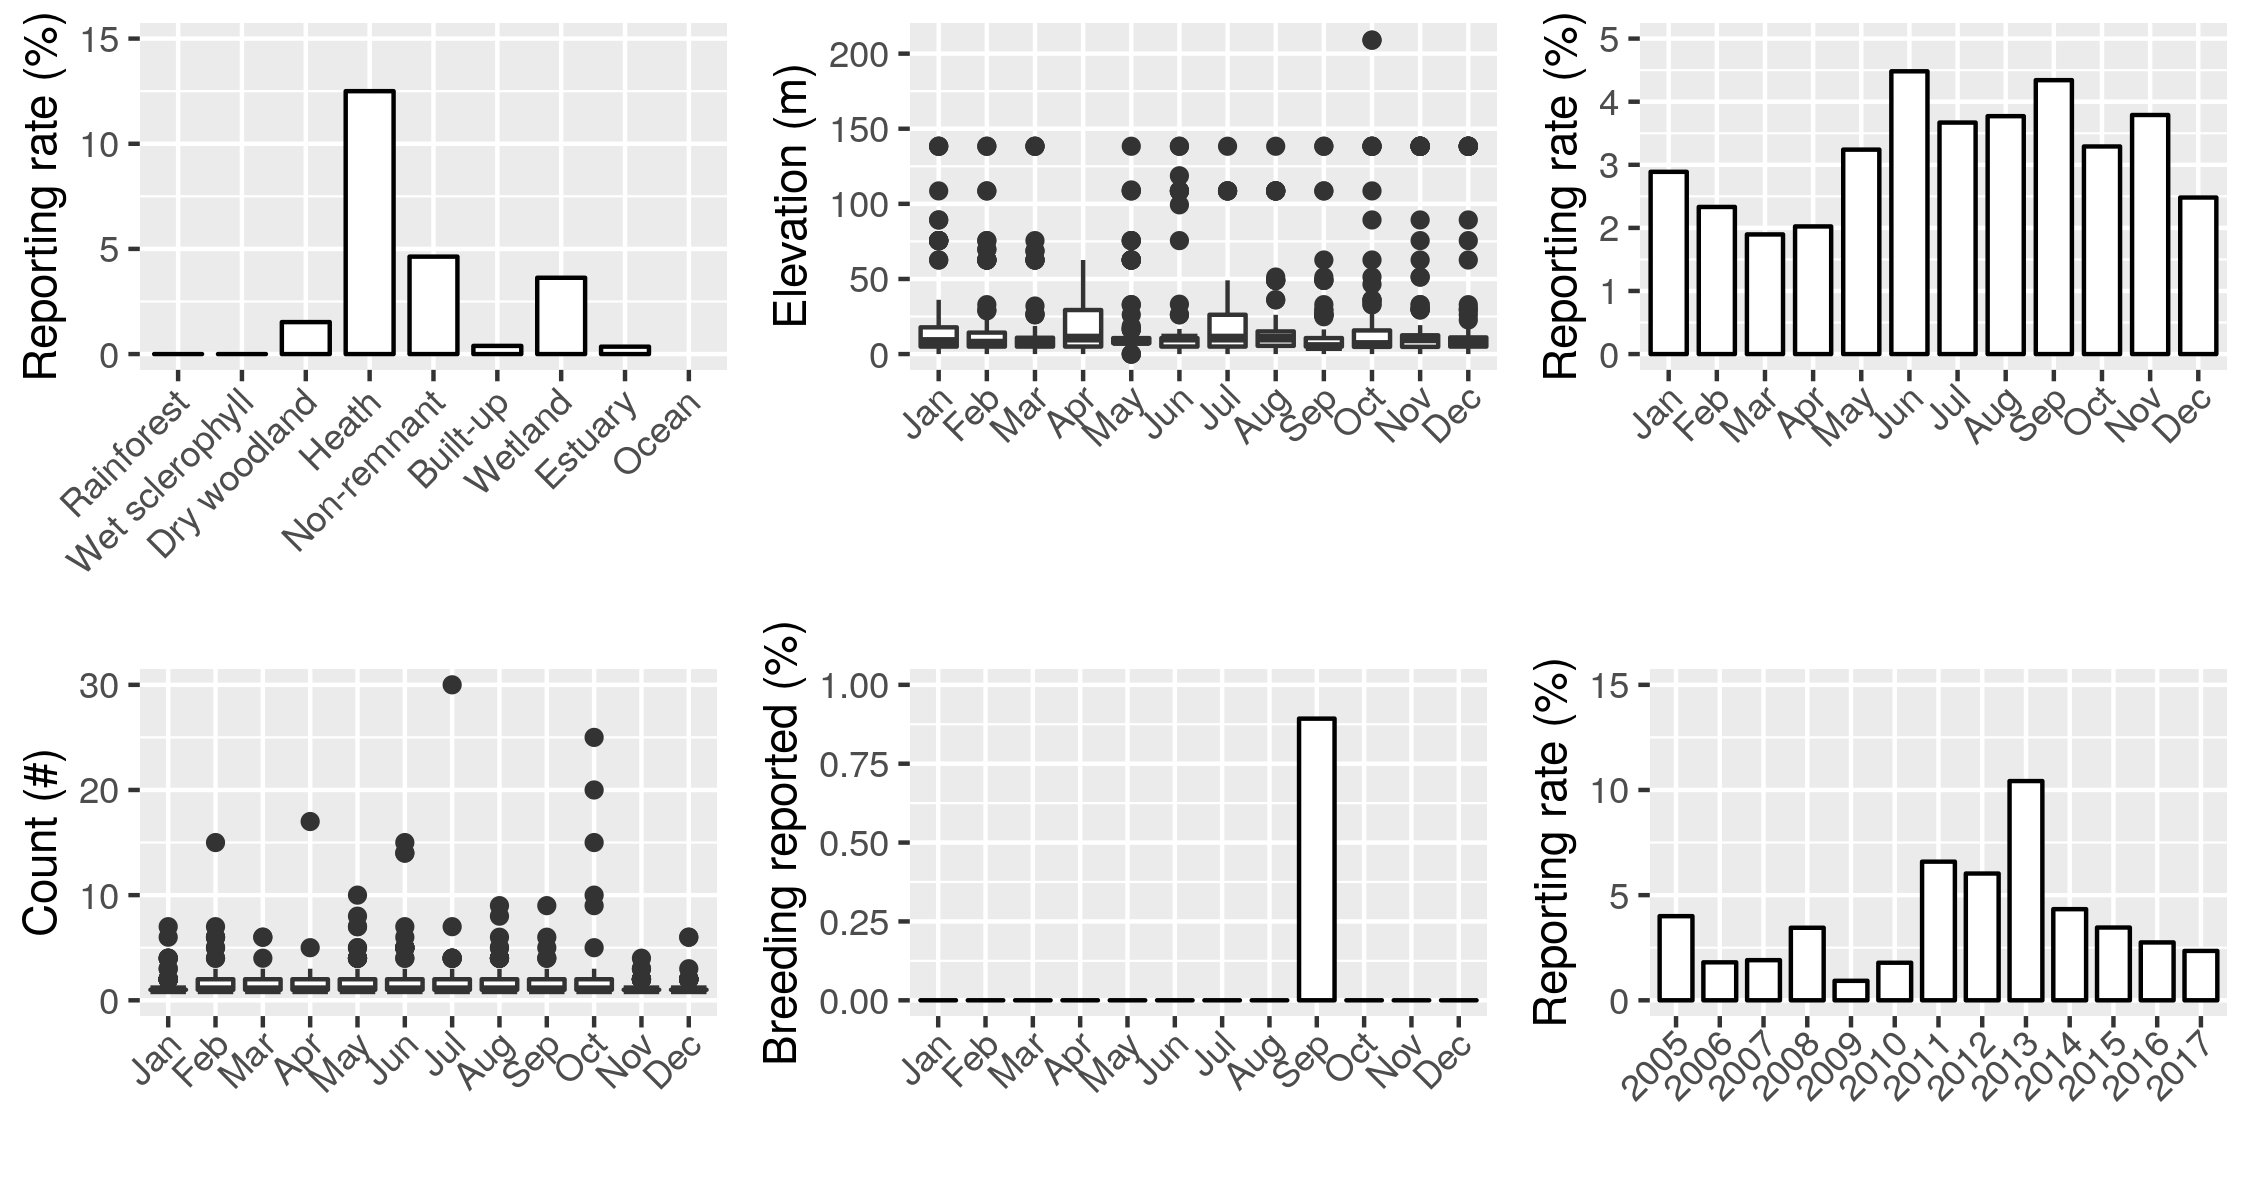 Reporting rate (%)
15
10
5
0
Rainforest
Wet sclerophyll
Dry woodland
Heath
Non-remnant
Built-up
Wetland
Estuary
Ocean
Elevation (m)
200
150
100
50
0
Jan
Feb
Mar
Apr
May
Jun
Jul
Aug
Sep
Oct
Nov
Dec
Reporting rate (%)
5
4
3
2
1
0
Jan
Feb
Mar
Apr
May
Jun
Jul
Aug
Sep
Oct
Nov
Dec
Count (#)
30
20
10
0
Jan
Feb
Mar
Apr
May
Jun
Jul
Aug
Sep
Oct
Nov
Dec
Breeding reported (%)
1.00
0.75
0.50
0.25
0.00
Jan
Feb
Mar
Apr
May
Jun
Jul
Aug
Sep
Oct
Nov
Dec
Reporting rate (%)
15
10
5
0
2005
2006
2007
2008
2009
2010
2011
2012
2013
2014
2015
2016
2017